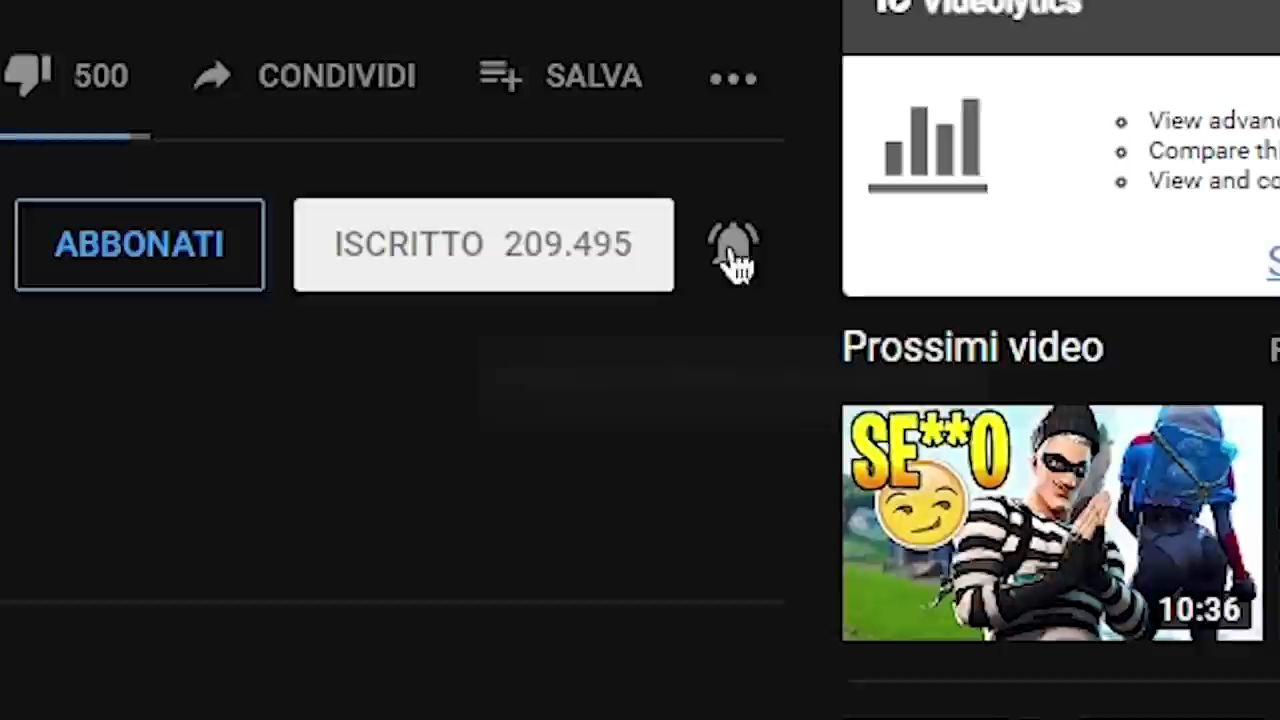 Videolytics
500 CONDIVIDI SALVA
View advan
Compare th
View and co
ABBONATI ISCRITTO 209.495
Prossimi video
SE**O
10:36